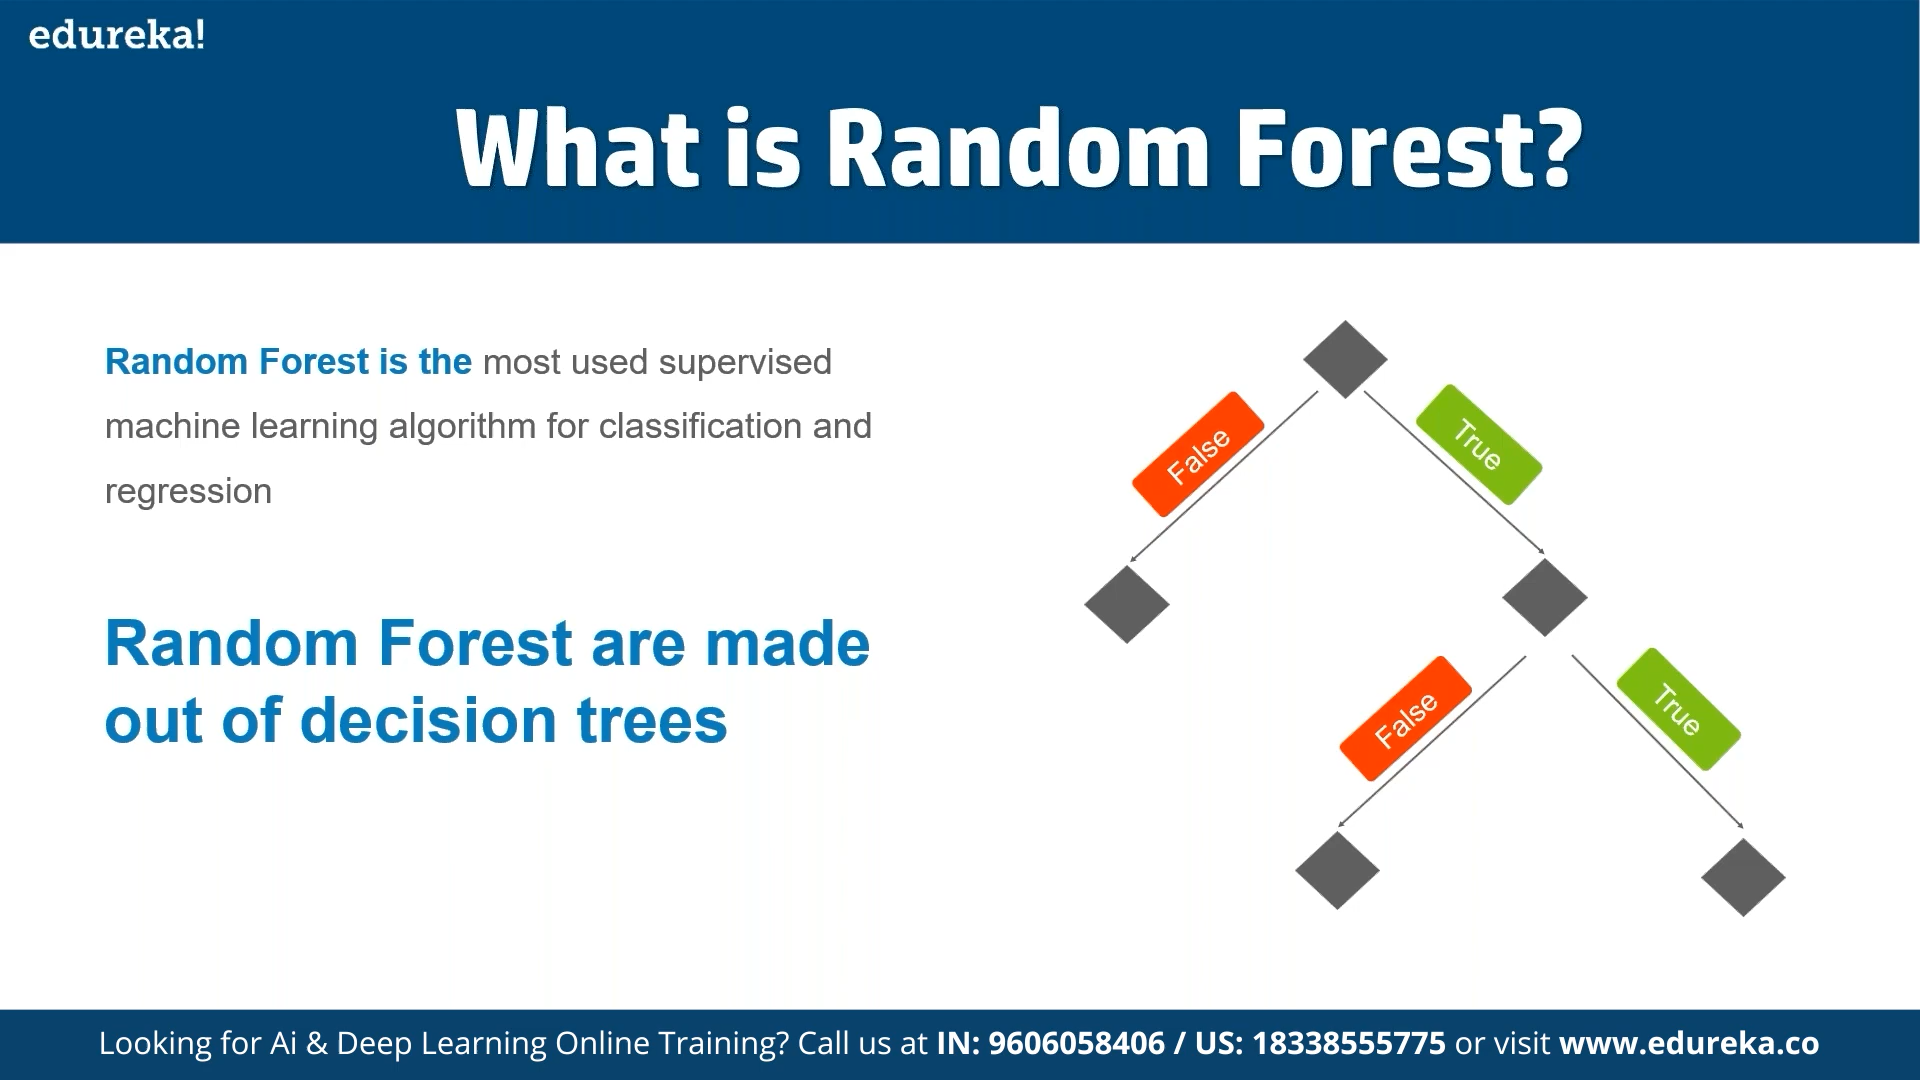 edureka!
What is Random Forest?
Random Forest is the most used supervised
machine learning algorithm for classification and
regression
Random Forest are made
out of decision trees
False
True
False
True
Looking for Ai & Deep Learning Online Training? Call us at IN: 9606058406 / US: 18338555775 or visit www.edureka.co